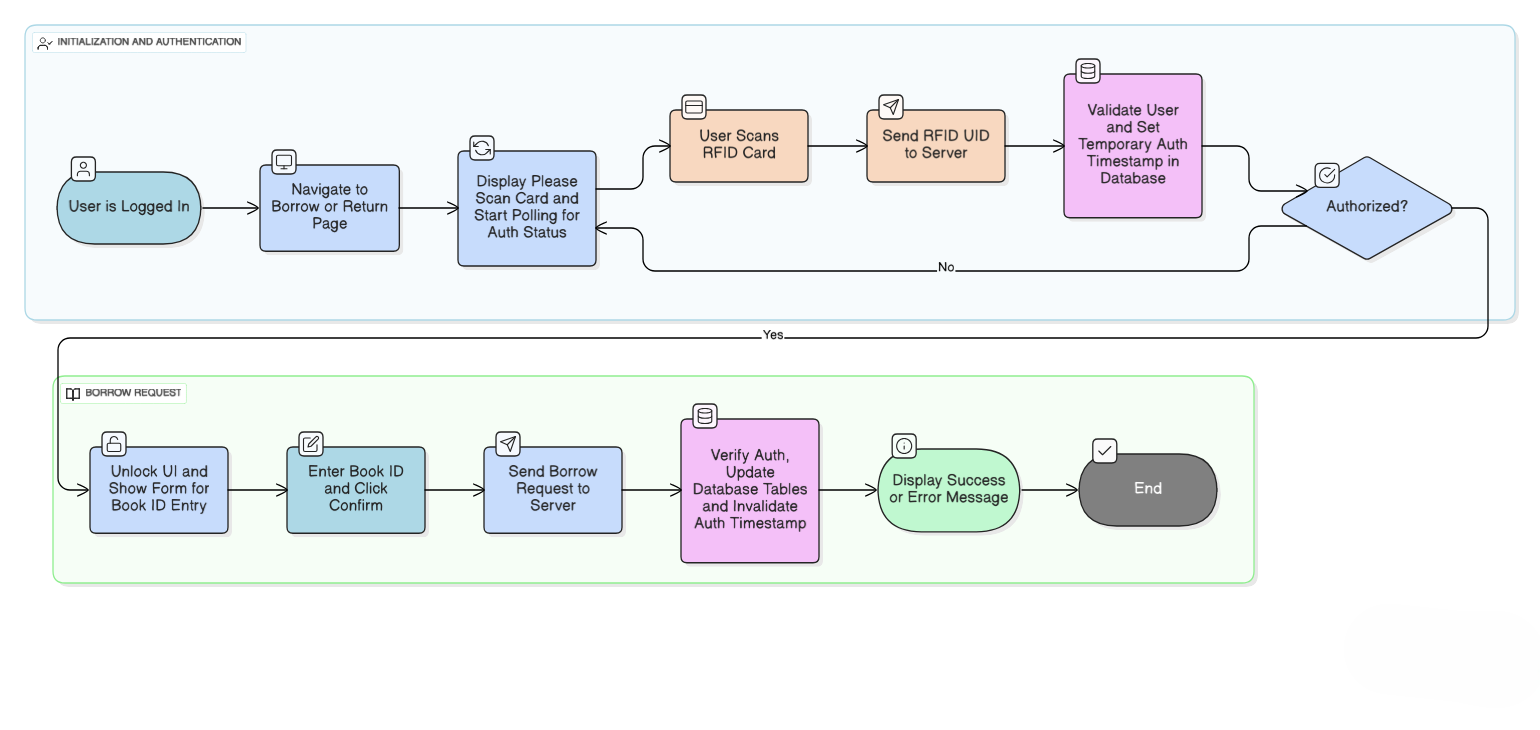 INITIALIZATION AND AUTHENTICATION
User is Logged In
Navigate to
Borrow or Return
Page
Display Please
Scan Card and
Start Polling for
Auth Status
User Scans
RFID Card
Send RFID UID
to Server
Validate User
and Set
Temporary Auth
Timestamp in
Database
Authorized?
No
Yes
BORROW REQUEST
Unlock UI and
Show Form for
Book ID Entry
Enter Book ID
and Click
Confirm
Send Borrow
Request to
Server
Verify Auth,
Update
Database Tables
and Invalidate
Auth Timestamp
Display Success
or Error Message
End